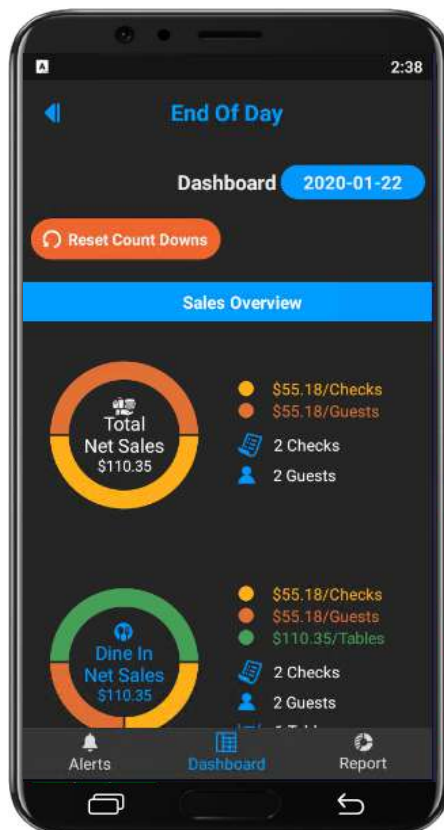 A
2:38
End Of Day
Dashboard 2020-01-22
Reset Count Downs
Sales Overview
Total
Net Sales
$110.35
$55.18/Checks
$55.18/Guests
2 Checks
2 Guests
Dine In
Net Sales
$110.35
$55.18/Checks
$55.18/Guests
$110.35/Tables
2 Checks
2 Guests
Alerts
Dashboard
Report